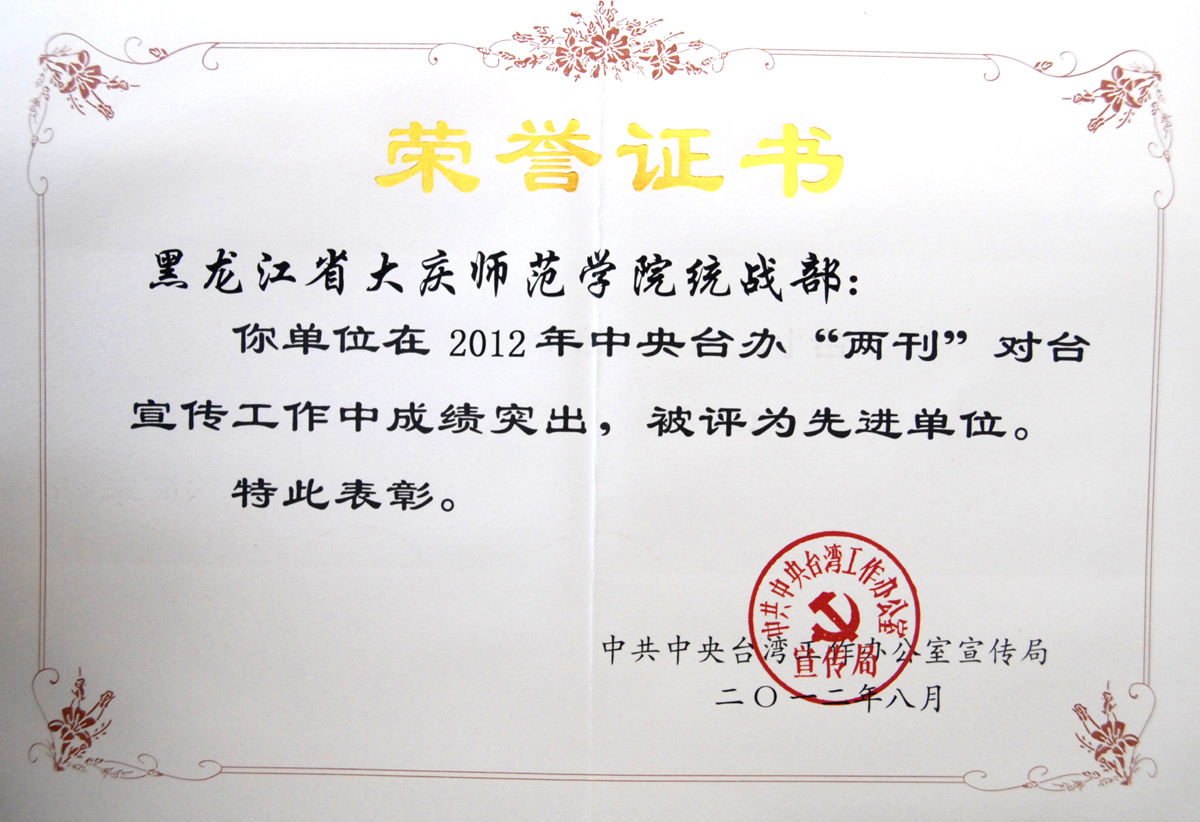 荣誉证书
黑龙江省大庆师范学院统战部：
你单位在 2012 年中央台办“两刊”对台
宣传工作中成绩突出，被评为先进单位。
特此表彰。
中共中央台湾工作办公室
宣传局
中共中央台湾工作办公室宣传局
二〇一二年八月